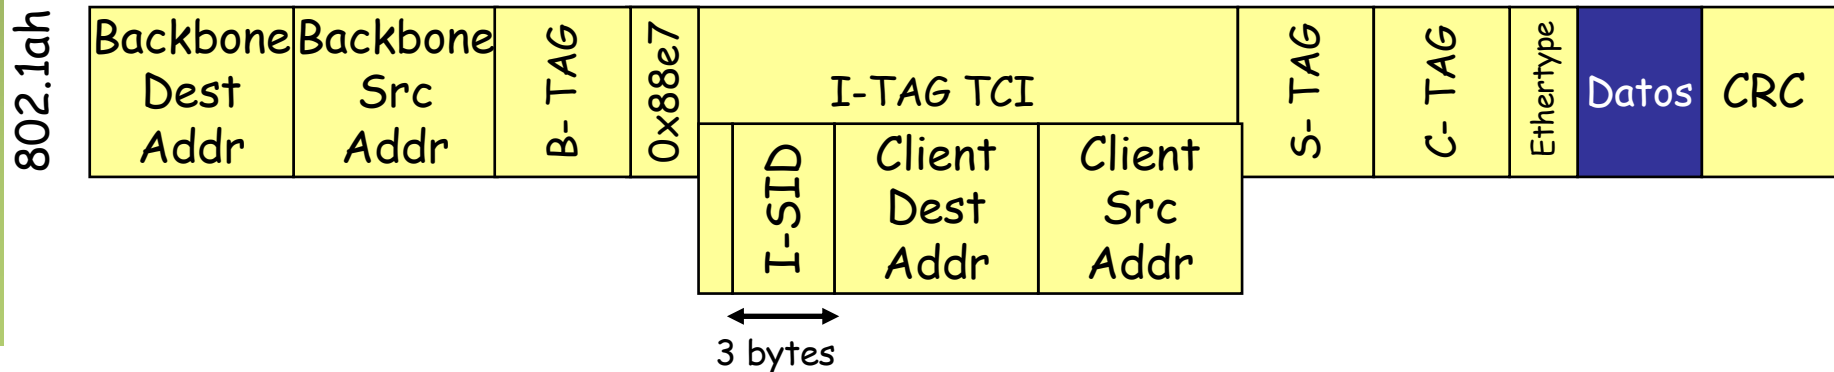 802.1ah
Backbone
Dest
Addr
Backbone
Src
Addr
B- TAG
0x88e7
I-TAG TCI
I-SID
Client
Dest
Addr
Client
Src
Addr
S- TAG
C- TAG
Ethertype
Datos
CRC
3 bytes